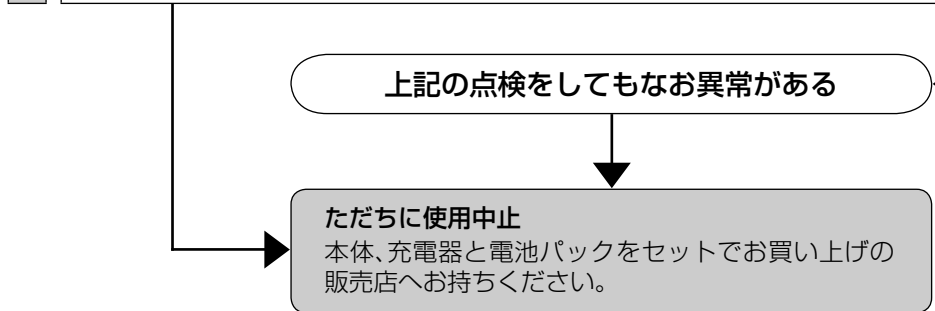 上記の点検をしてもなお異常がある
ただちに使用中止
本体、充電器と電池パックをセットでお買い上げの
販売店へお持ちください。